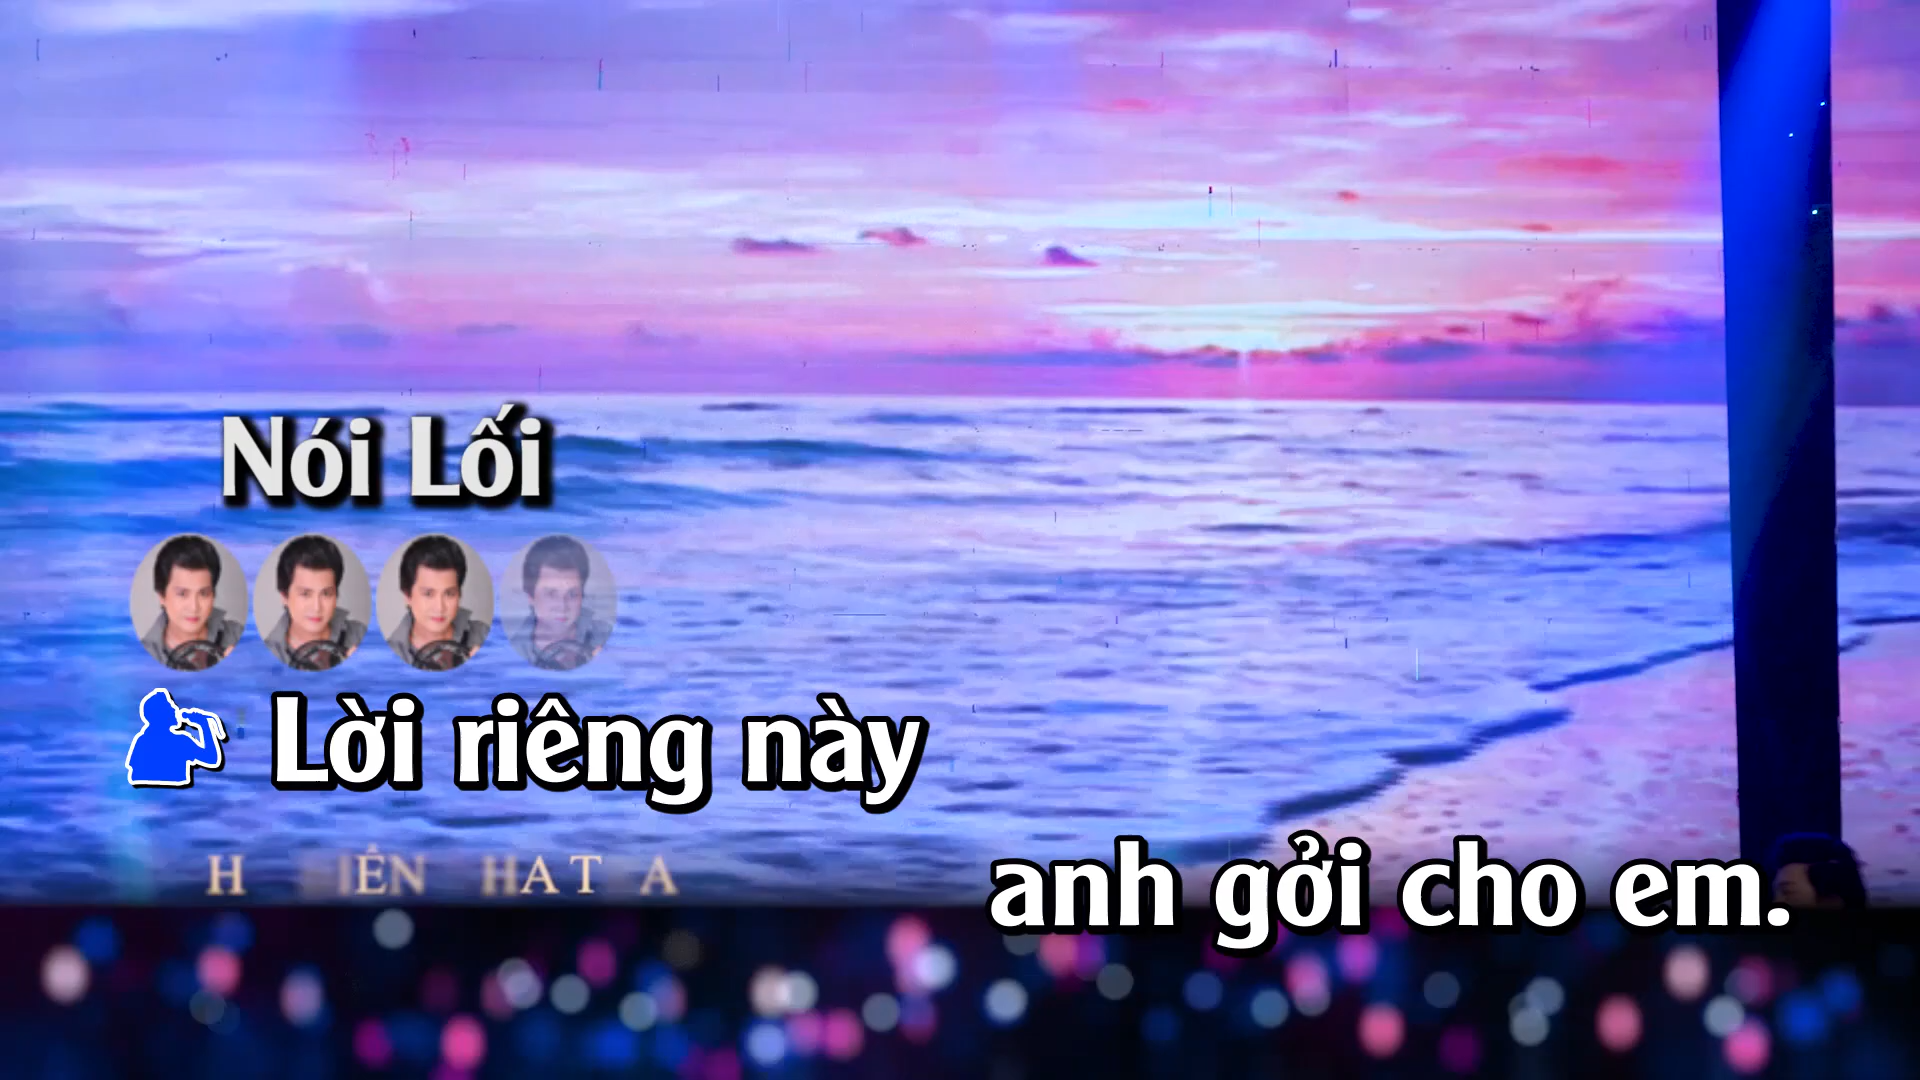 Nói Lối
Lời riêng này
anh gởi cho em.